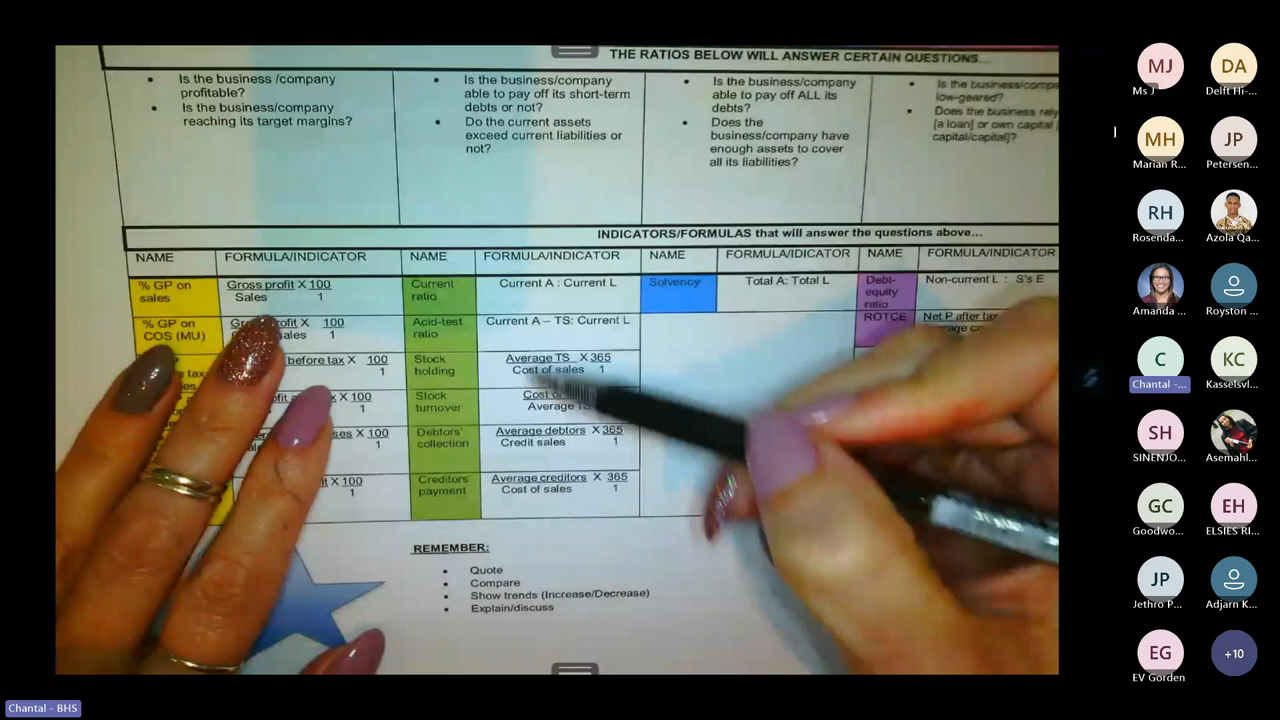 THE RATIOS BELOW WILL ANSWER CERTAIN QUESTIONS...
• Is the business /company
profitable?
• Is the business/company
reaching its target margins?
• Is the business/company
able to pay off its short-term
debts or not?
• Do the current assets
exceed current liabilities or
not?
• Is the business/company
able to pay off ALL its
debts?
• Does the
business/company have
enough assets to cover
all its liabilities?
• Is the business/compa
low-geared?
• Does the business rely
[a loan] or own capital [
capital/capital]?
INDICATORS/FORMULAS that will answer the questions above...
NAME FORMULA/INDICATOR NAME FORMULA/INDICATOR NAME FORMULA/INDICATOR NAME FORMULA/INDICATOR
% GP on
sales
Gross profit X 100
Sales 1
Current
ratio
Current A : Current L
Solvency
Total A: Total L
Debt-
equity
ratio
Non-current L : S's E
% GP on
COS (MU)
X 100
ales 1
Acid-test
ratio
Current A – TS: Current L
ROTCE
Net P after tax
before tax X 100
1
Stock
holding
Average TS X 365
Cost of sales 1
X 100
1
Stock
turnover
Cost
Average
ses X 100
1
Debtors'
collection
Average debtors X 365
Credit sales 1
X 100
1
Creditors'
payment
Average creditors X 365
Cost of sales 1
REMEMBER:
• Quote
• Compare
• Show trends (Increase/Decrease)
• Explain/discuss
MJ
Ms J
DA
Delft Hi-...
MH
Marian R...
JP
Petersen...
RH
Rosenda...
Azola Qa...
Amanda ...
Royston ...
C
Chantal -...
KC
Kasselsvl...
SH
SINENJO...
Asemahl...
GC
Goodwo...
EH
ELSIES RI...
JP
Jethro P...
Adjarn K...
EG
EV Gorden
+10
Chantal - BHS